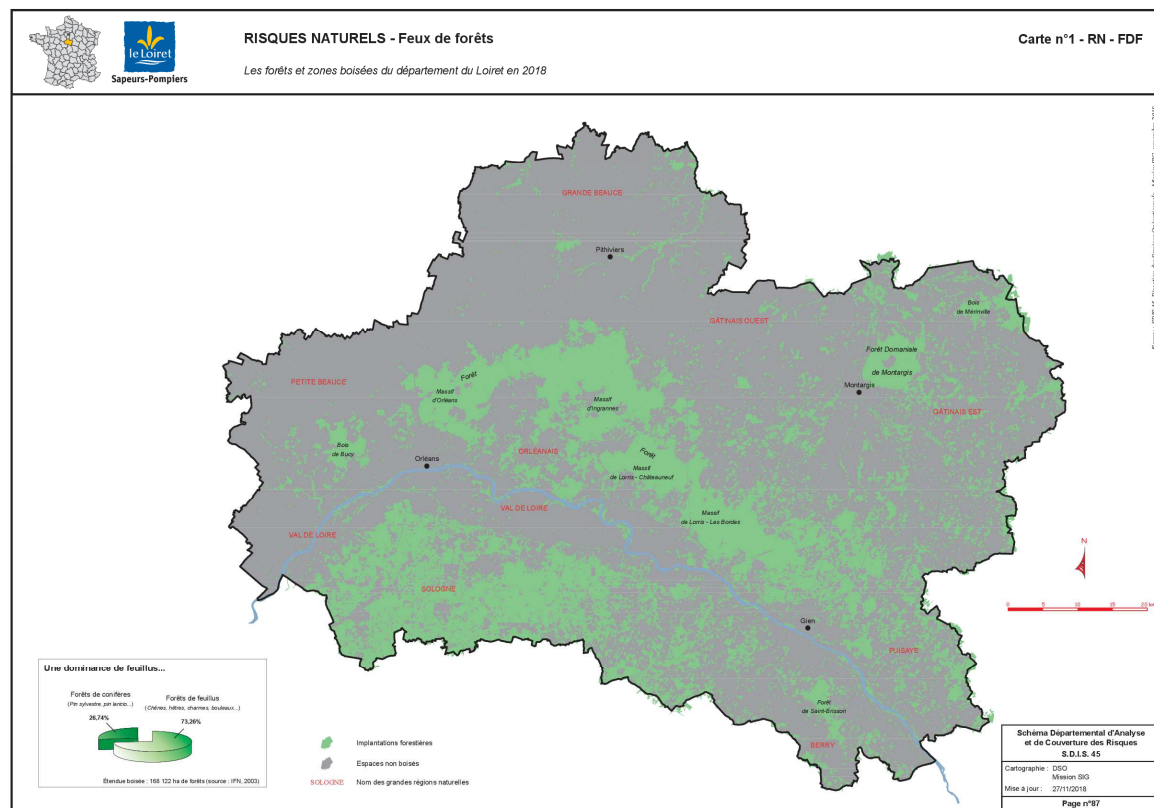 le Loiret
Sapeurs-Pompiers
RISQUES NATURELS - Feux de forêts
Les forêts et zones boisées du département du Loiret en 2018
Carte n°1 - RN - FDF
GRANDE BEAUCE
Pithiviers
Bois
de Mérinville
GÂTINAIS OUEST
Forêt Domaniale
de Montargis
Montargis
PETITE BEAUCE
Forêt
Massif
d'Orléans
Massif
d'Ingrannes
GÂTINAIS EST
Bois
de Bucy
Orléans
ORLÉANAIS
Forêt
Massif
de Lorris - Châteauneuf
VAL DE LOIRE
Massif
de Lorris - Les Bordes
VAL DE LOIRE
N
SOLOGNE
0 5 10 15 20 km
Gien
PUISAYE
Forêt
de Saint-Brisson
BERRY
Une dominance de feuillus...
Forêts de conifères
(Pin sylvestre, pin laricio...)
26,74%
Forêts de feuillus
(Chênes, hêtres, charmes, bouleaux...)
73,26%
Étendue boisée : 168 122 ha de forêts (source : IFN, 2003)
Implantations forestières
Espaces non boisés
SOLOGNE Nom des grandes régions naturelles
Schéma Départemental d'Analyse
et de Couverture des Risques
S.D.I.S. 45
Cartographie : DSO
Mission SIG
Mise à jour : 27/11/2018
Page n°87